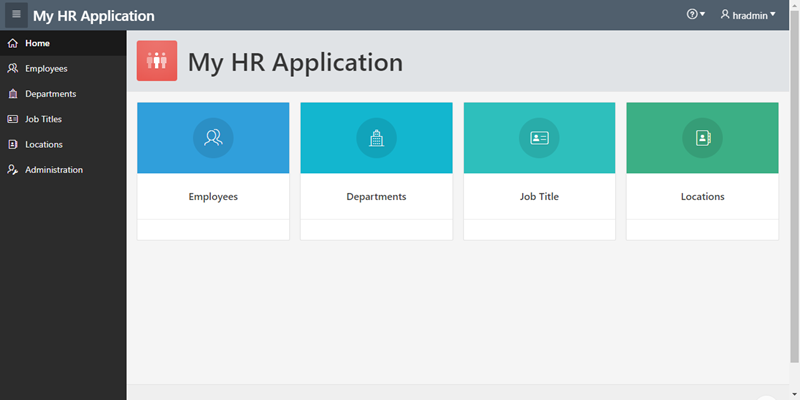 My HR Application
hradmin
Home
Employees
Departments
Job Titles
Locations
Administration
My HR Application
Employees
Departments
Job Title
Locations